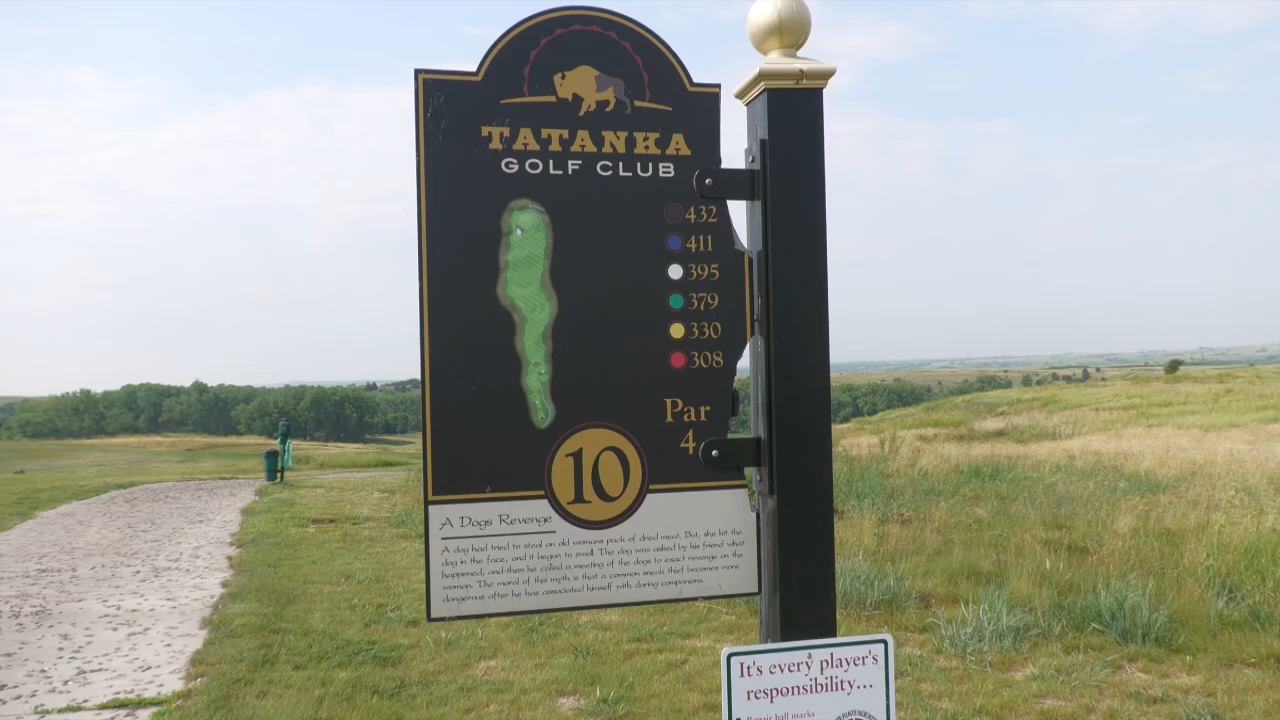 TATANKA
GOLF CLUB
432
411
395
379
330
308
Par
4
10
A Dogs Revenge
A dog had tried to steal an old womans pack of dried meat. But, she hit the
dog in the face, and it began to swell. The dog was asked by his friend what
happened, and then he called a meeting of the dogs to exact revenge on the
woman. The moral of this myth is that a common sneak thief becomes more
dangerous after he has associated himself with daring companions.
It's every player's
responsibility...
Repair ball marks